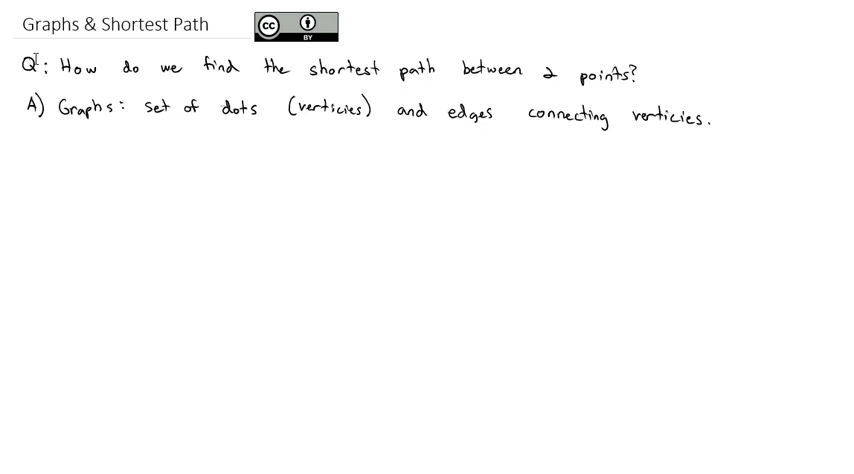 Graphs & Shortest Path
cc BY
Q: How do we find the shortest path between 2 points?
A) Graphs: set of dots (verticies) and edges connecting verticies.